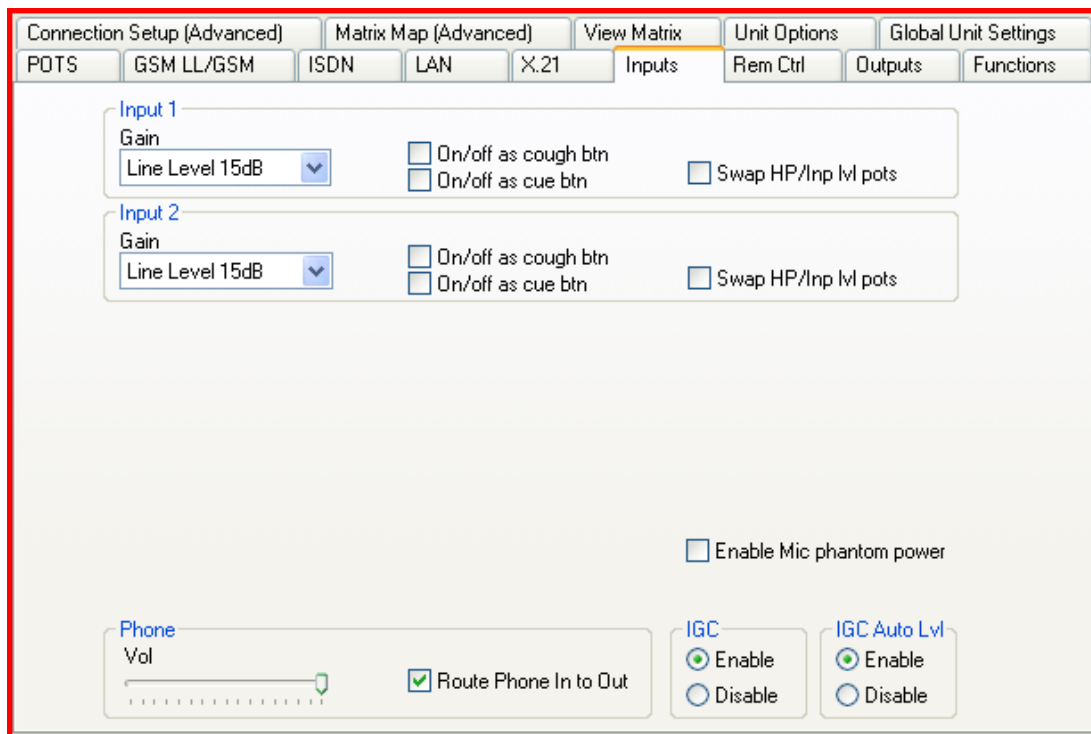 Connection Setup (Advanced) Matrix Map (Advanced) View Matrix Unit Options Global Unit Settings
POTS GSM LL/GSM ISDN LAN X.21 Inputs Rem Ctrl Outputs Functions
Input 1
Gain
Line Level 15dB
On/off as cough btn
On/off as cue btn
Swap HP/Inp lvl pots
Input 2
Gain
Line Level 15dB
On/off as cough btn
On/off as cue btn
Swap HP/Inp lvl pots
Enable Mic phantom power
Phone
Vol
Route Phone In to Out
IGC
Enable
Disable
IGC Auto Lvl
Enable
Disable